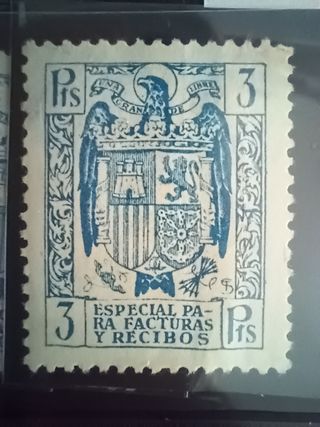 Pts 3
UNA GRANDE LIBRE
3 Pts
ESPECIAL PA-
RA FACTURAS
Y RECIBOS